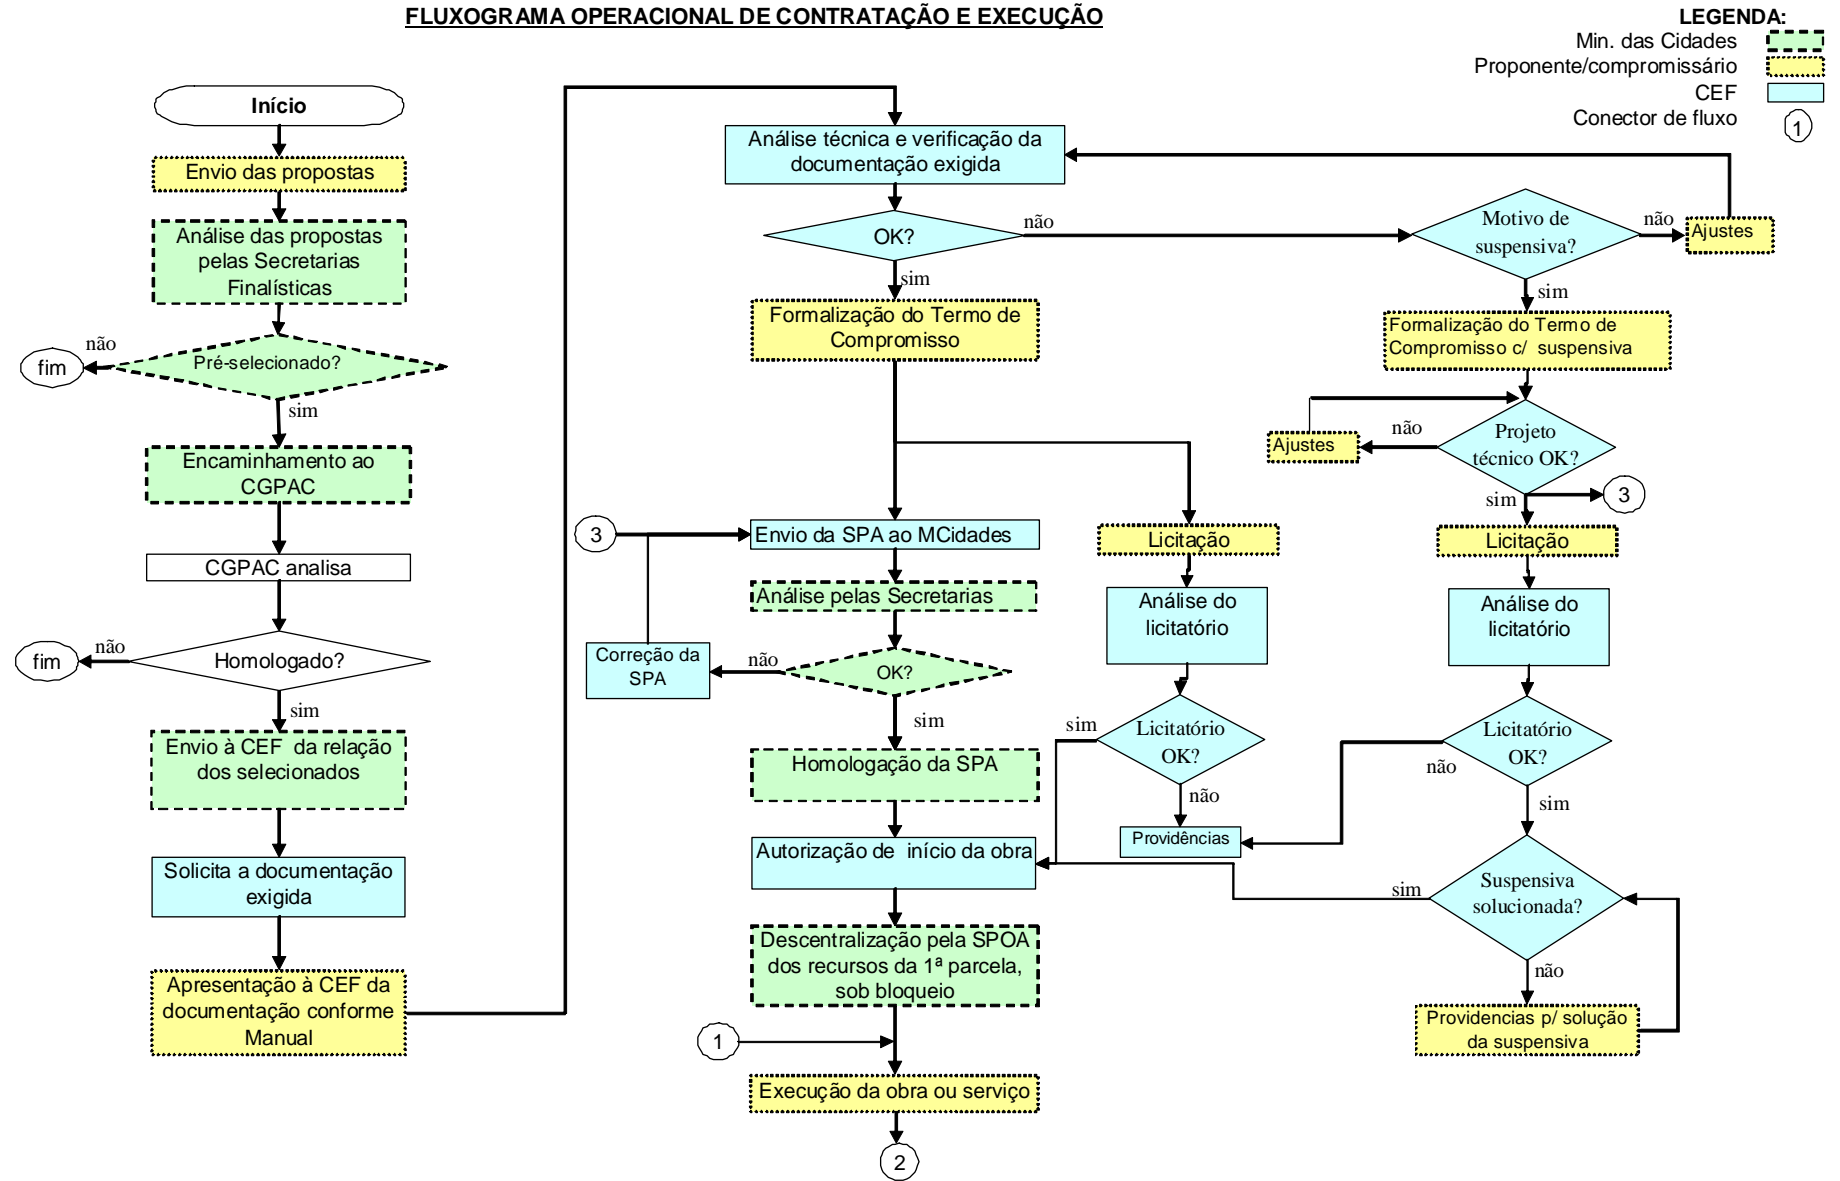 FLUXOGRAMA OPERACIONAL DE CONTRATAÇÃO E EXECUÇÃO
LEGENDA:
Min. das Cidades
Proponente/compromissário
CEF
Conector de fluxo
1
Início
Envio das propostas
Análise das propostas
pelas Secretarias
Finalísticas
não
fim
Pré-selecionado?
sim
Encaminhamento ao
CGPAC
CGPAC analisa
não
fim
Homologado?
sim
Envio à CEF da relação
dos selecionados
Solicita a documentação
exigida
Apresentação à CEF da
documentação conforme
Manual
Análise técnica e verificação da
documentação exigida
OK?
não
sim
Formalização do Termo de
Compromisso
3
Envio da SPA ao MCidades
Análise pelas Secretarias
Correção da
SPA
não
OK?
sim
Homologação da SPA
Autorização de início da obra
Descentralização pela SPOA
dos recursos da 1ª parcela,
sob bloqueio
1
Execução da obra ou serviço
2
Licitação
Análise do
licitatório
sim
Licitatório
OK?
não
Providências
Motivo de
suspensiva?
não
Ajustes
sim
Formalização do Termo de
Compromisso c/ suspensiva
Ajustes
não
Projeto
técnico OK?
sim
3
Licitação
Análise do
licitatório
Licitatório
OK?
não
sim
sim
Suspensiva
solucionada?
não
Providencias p/ solução
da suspensiva